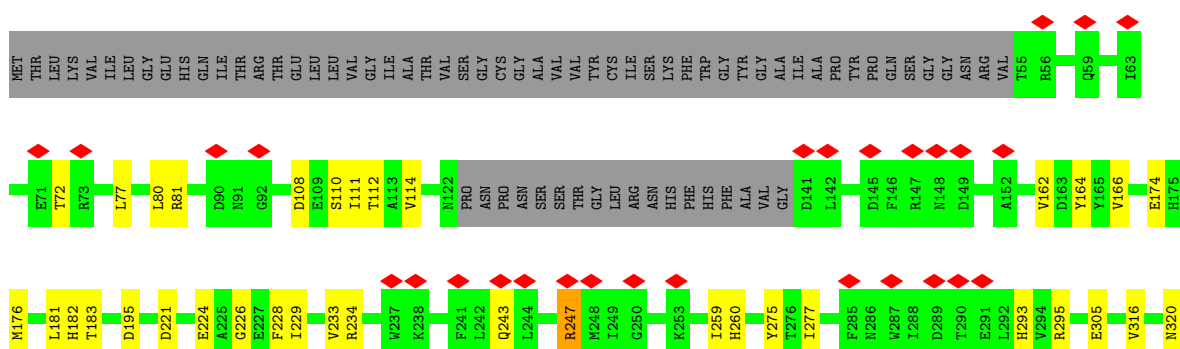 MET THR LEU LYS VAL ILE LEU GLY GLU HIS GLN ILE THR ARG THR GLU LEU LEU VAL GLY ILE ALA THR VAL SER GLY CYS GLY ALA VAL VAL TYR CYS ILE SER LYS PHE TRP GLY TYR GLY ALA ILE ALA PRO TYR PRO GLN SER GLY GLY ASN ARG VAL T55 R56 Q59 I63
E71 T72 R73 L77 L80 R81 D90 N91 G92 D108 E109 S110 I111 T112 A113 V114 N122 PRO ASN PRO ASN SER SER THR GLY LEU ARG ASN HIS PHE HIS PHE ALA VAL GLY D141 L142 D145 F146 R147 N148 D149 A152 V162 D163 Y164 Y165 V166 E174 H175
M176 L181 H182 T183 D195 D221 E224 A225 G226 E227 F228 I229 V233 R234 W237 K238 F241 L242 Q243 L244 R247 M248 I249 G250 K253 I259 H260 Y275 T276 I277 F285 N286 W287 I288 D289 T290 E291 L292 H293 V294 R295 E305 V316 N320